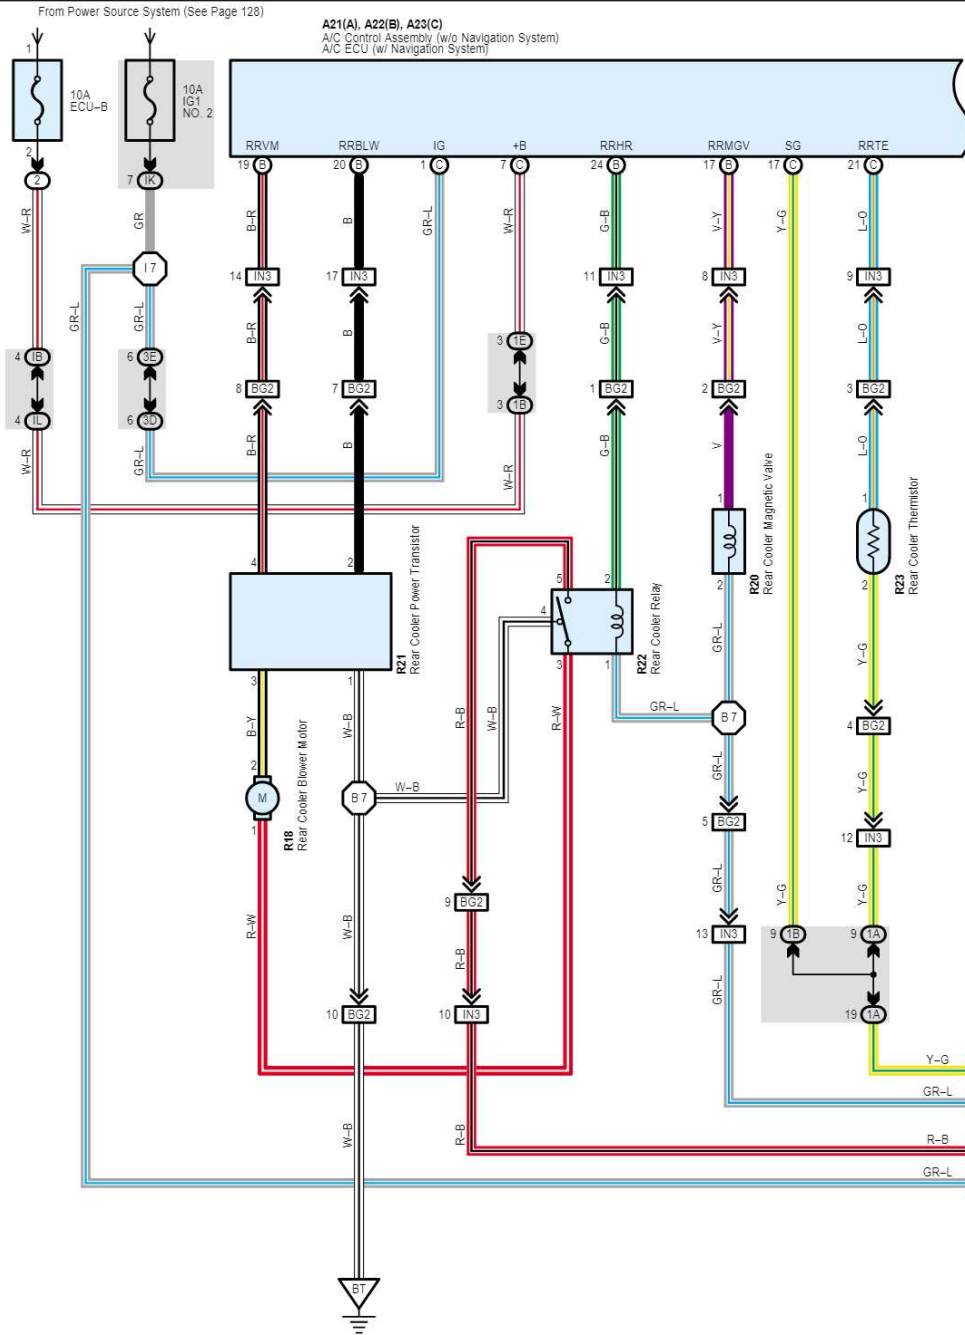 From Power Source System (See Page 128)
A21(A), A22(B), A23(C)
A/C Control Assembly (w/o Navigation System)
A/C ECU (w/ Navigation System)
1
10A
ECU–B
10A
IG1
NO. 2
2
2
7 IK
RRVM RRBLW IG +B RRHR RRMGV SG RRTE
19 B 20 B 1 C 7 C 24 B 17 B 17 C 21 C
W–R GR B–R B GR–L W–R G–B V–Y Y–G L–O
I 7
14 IN3 17 IN3 11 IN3 8 IN3 9 IN3
GR–L GR–L B–R B G–B V–Y L–O
3 1E
4 IB 6 3E
8 BG2 7 BG2 1 BG2 2 BG2 3 BG2
3 1B
4 IL 6 3D
W–R GR–L B–R B W–R G–B V L–O
1 1
R20
Rear Cooler Magnetic Valve
R23
Rear Cooler Thermistor
4 2
R21
Rear Cooler Power Transistor
5 2 2 2
4
R22
Rear Cooler Relay
3 1
3 1
GR–L Y–G
B–Y W–B R–B W–B R–W
GR–L
B 7
4 BG2
2
M
1
R18
Rear Cooler Blower Motor
B 7
W–B
GR–L Y–G
5 BG2
12 IN3
GR–L Y–G Y–G
9 BG2
R–W W–B R–B
13 IN3
9 1B 9 1A
GR–L
10 BG2 10 IN3 19 1A
Y–G
GR–L
W–B R–B
R–B
GR–L
BT